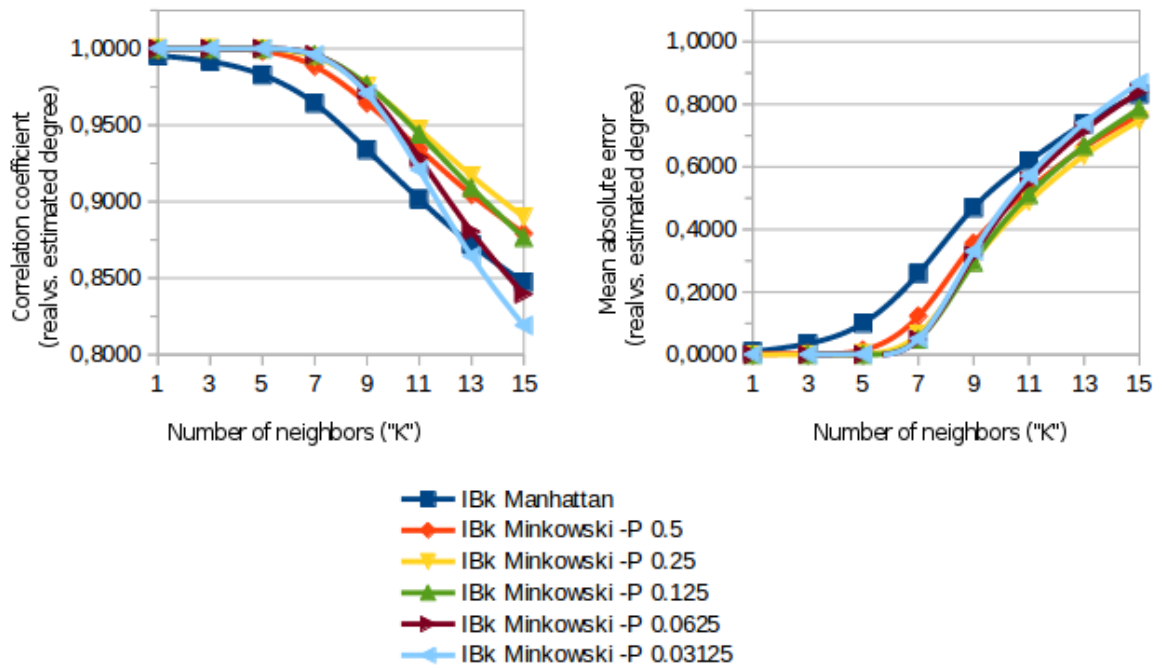 1,0000
0,9500
0,9000
0,8500
0,8000
1 3 5 7 9 11 13 15
Correlation coefficient
(real vs. estimated degree)
Number of neighbors ("K")
1,0000
0,8000
0,6000
0,4000
0,2000
0,0000
1 3 5 7 9 11 13 15
Mean absolute error
(real vs. estimated degree)
Number of neighbors ("K")
IBk Manhattan
IBk Minkowski -P 0.5
IBk Minkowski -P 0.25
IBk Minkowski -P 0.125
IBk Minkowski -P 0.0625
IBk Minkowski -P 0.03125